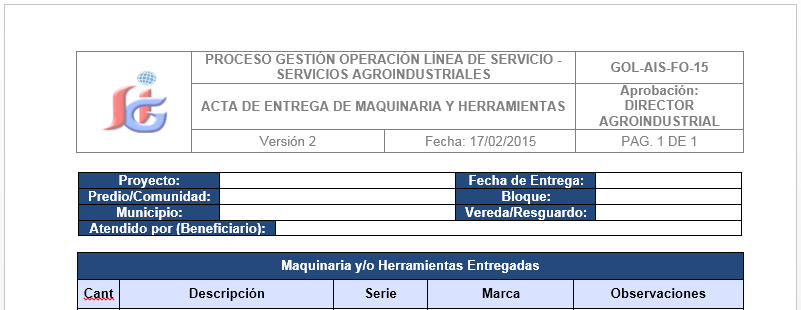 PROCESO GESTIÓN OPERACIÓN LÍNEA DE SERVICIO -
SERVICIOS AGROINDUSTRIALES
GOL-AIS-FO-15
ACTA DE ENTREGA DE MAQUINARIA Y HERRAMIENTAS
Aprobación:
DIRECTOR
AGROINDUSTRIAL
Versión 2
Fecha: 17/02/2015
PAG. 1 DE 1
Proyecto:
Fecha de Entrega:
Predio/Comunidad:
Bloque:
Municipio:
Vereda/Resguardo:
Atendido por (Beneficiario):
Maquinaria y/o Herramientas Entregadas
Cant
Descripción
Serie
Marca
Observaciones